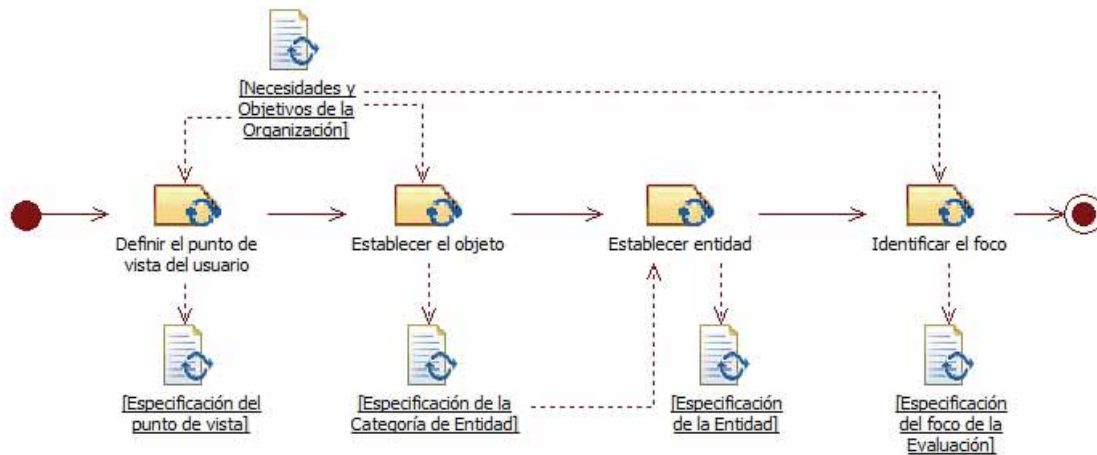 [Necesidades y
Objetivos de la
Organización]
Definir el punto de
vista del usuario
Establecer el objeto
Establecer entidad
Identificar el foco
[Especificación del
punto de vista]
[Especificación de la
Categoría de Entidad]
[Especificación
de la Entidad]
[Especificación
del foco de la
Evaluación]